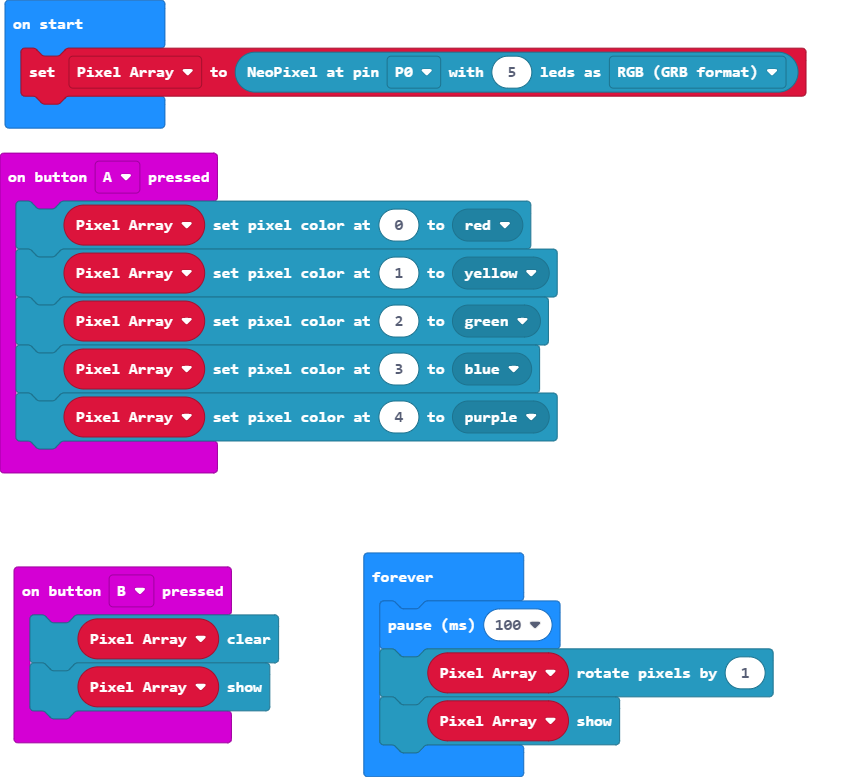 on start
set Pixel Array to NeoPixel at pin P0 with 5 leds as RGB (GRB format)
on button A pressed
Pixel Array set pixel color at 0 to red
Pixel Array set pixel color at 1 to yellow
Pixel Array set pixel color at 2 to green
Pixel Array set pixel color at 3 to blue
Pixel Array set pixel color at 4 to purple
on button B pressed
Pixel Array clear
Pixel Array show
forever
pause (ms) 100
Pixel Array rotate pixels by 1
Pixel Array show